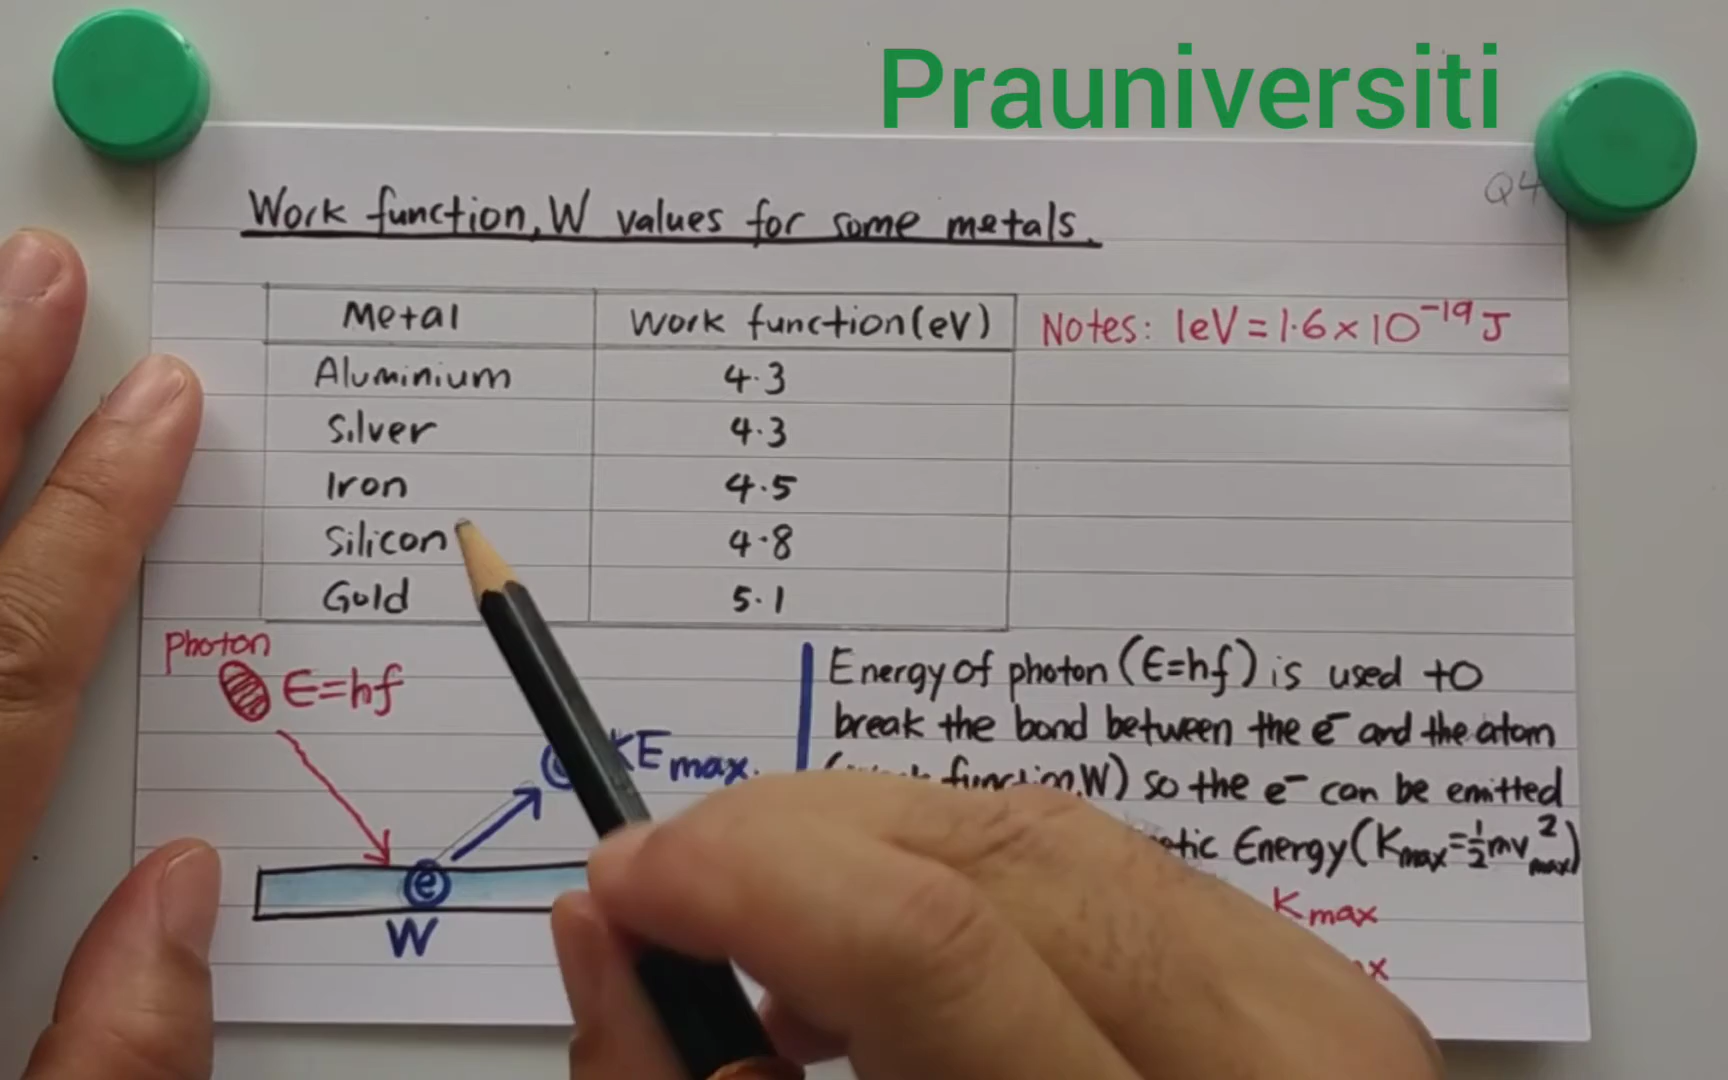 Prauniversiti
Q4
Work function, W values for some metals.
Metal Work function(eV)
Notes: 1eV = 1.6 x 10^-19 J
Aluminium 4.3
Silver 4.3
Iron 4.5
Silicon 4.8
Gold 5.1
Photon
E=hf
KEmax.
e
W
Energy of photon (E=hf) is used to
break the bond between the e⁻ and the atom
function,W) so the e⁻ can be emitted
Energy (Kmax=½mv²max)
Kmax